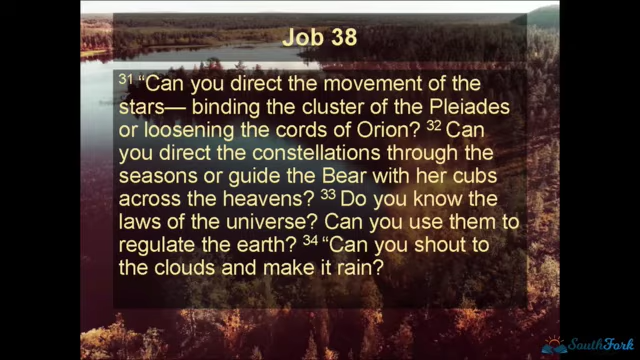 Job 38
31 “Can you direct the movement of the
stars— binding the cluster of the Pleiades
or loosening the cords of Orion? 32 Can
you direct the constellations through the
seasons or guide the Bear with her cubs
across the heavens? 33 Do you know the
laws of the universe? Can you use them to
regulate the earth? 34 “Can you shout to
the clouds and make it rain?
SouthFork